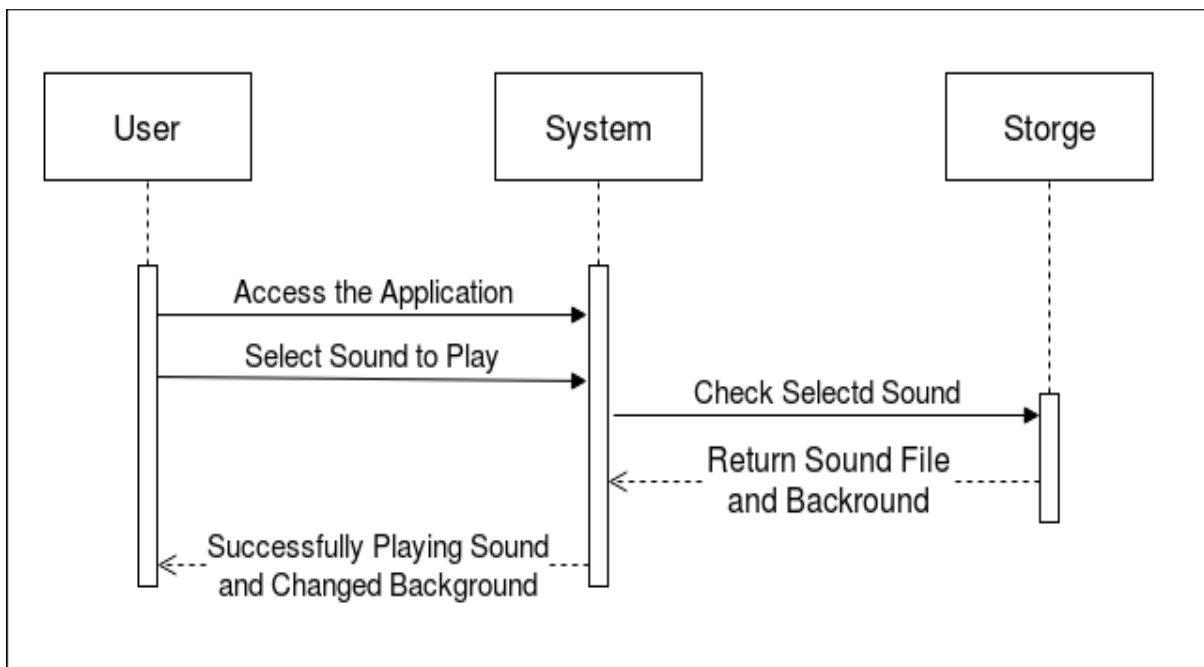 User
System
Storge
Access the Application
Select Sound to Play
Check Selectd Sound
Return Sound File
and Backround
Successfully Playing Sound
and Changed Background